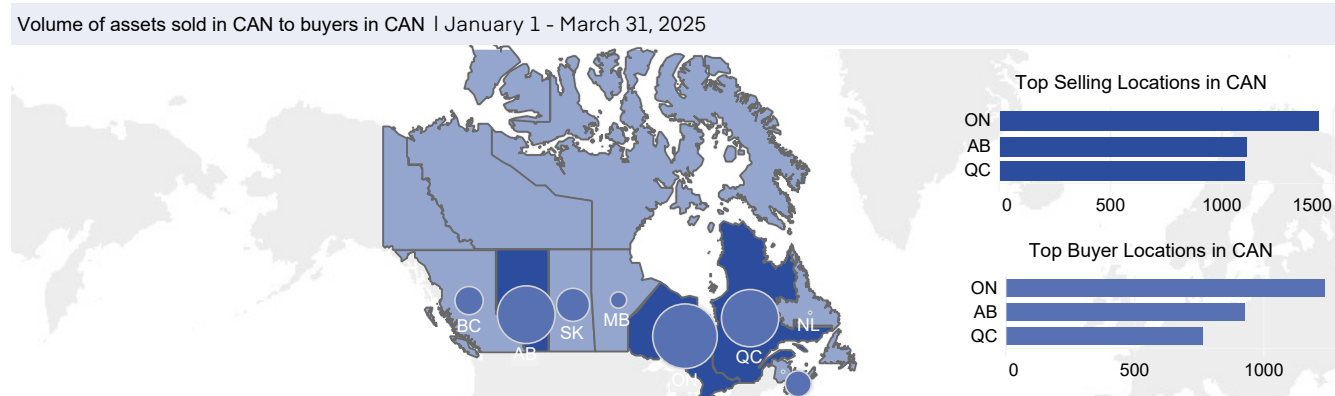 Volume of assets sold in CAN to buyers in CAN | January 1 - March 31, 2025
Top Selling Locations in CAN
ON
AB
QC
0 500 1000 1500
Top Buyer Locations in CAN
ON
AB
QC
0 500 1000
BC
AB
SK
MB
ON
QC
NL